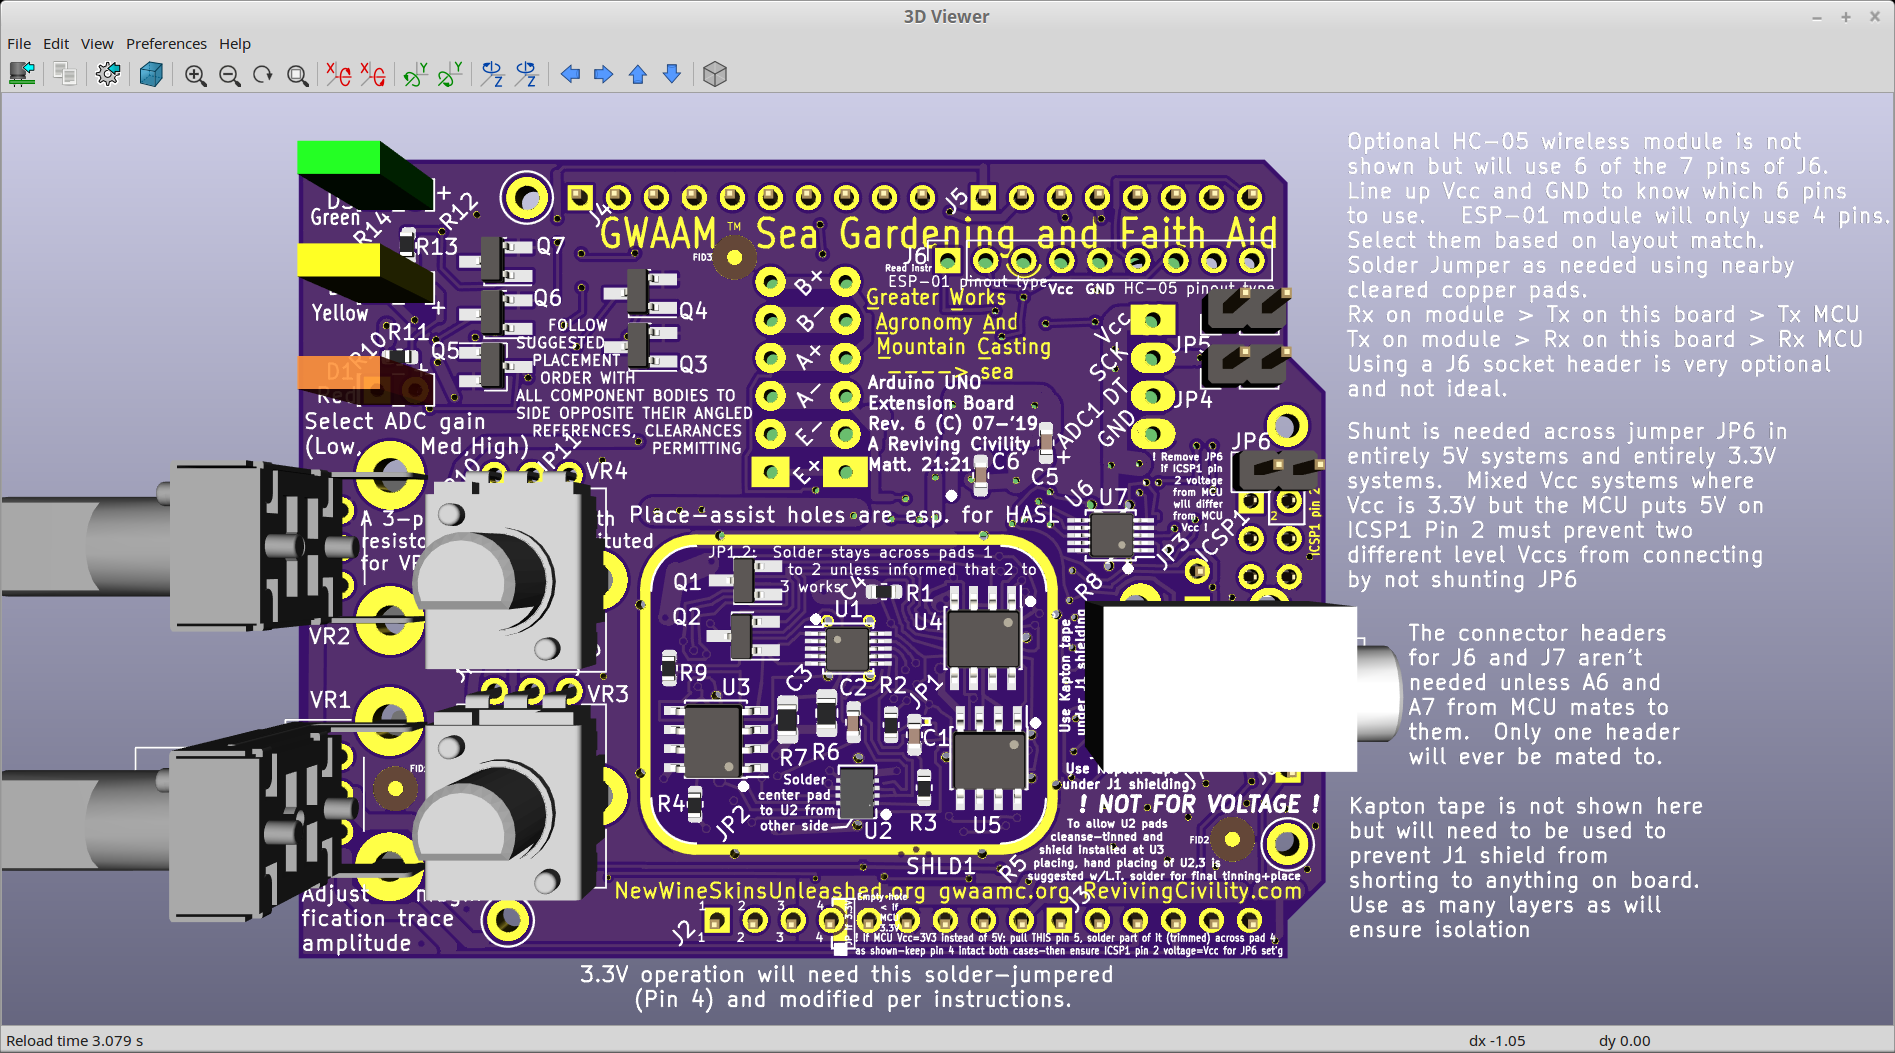 3D Viewer
File Edit View Preferences Help
Optional HC-05 wireless module is not
shown but will use 6 of the 7 pins of J6.
Line up Vcc and GND to know which 6 pins
to use. ESP-01 module will only use 4 pins.
Select them based on layout match.
Solder Jumper as needed using nearby
cleared copper pads.
Rx on module > Tx on this board > Tx MCU
Tx on module > Rx on this board > Rx MCU
Using a J6 socket header is very optional
and not ideal.
Shunt is needed across jumper JP6 in
entirely 5V systems and entirely 3.3V
systems. Mixed Vcc systems where
Vcc is 3.3V but the MCU puts 5V on
ICSP1 Pin 2 must prevent two
different level Vccs from connecting
by not shunting JP6
The connector headers
for J6 and J7 aren't
needed unless A6 and
A7 from MCU mates to
them. Only one header
will ever be mated to.
Kapton tape is not shown here
but will need to be used to
prevent J1 shield from
shorting to anything on board.
Use as many layers as will
ensure isolation
Green
R14
R12
R13
Q7
Yellow
Q6
R11
R10
Q5
D1
J4
J5
GWAAM™ Sea Gardening and Faith Aid
FID3
J6
Read Instr
ESP-01 pinout type
Vcc GND HC-05 pinout type
Q4
Q3
FOLLOW
SUGGESTED
PLACEMENT
ORDER WITH
ALL COMPONENT BODIES TO
SIDE OPPOSITE THEIR ANGLED
REFERENCES, CLEARANCES
PERMITTING
B+
B-
A+
A-
E-
E+
Greater Works
Agronomy And
Mountain Casting
----> sea
Arduino UNO
Extension Board
Rev. 6 (C) 07-'19
A Reviving Civility
Matt. 21:21
Vcc
SCK
DT
GND
ADC1
JP5
JP4
JP6
C6
C5
Select ADC gain
(Low, Med,High)
JP11
VR4
! Remove JP6
if ICSP1 pin
2 voltage
from MCU
will differ
from MCU
Vcc !
ICSP1 pin 2
ICSP1
JP3
U6
U7
R8
Place-assist holes are esp. for HASL
JP1,2: Solder stays across pads 1
to 2 unless informed that 2 to
3 works
Q1
Q2
C4
R1
U1
U4
R9
U3
C3
C2
R2
JP1
C1
R7
R6
Solder
center pad
to U2 from
other side
R4
JP2
U2
R3
U5
SHLD1
R5
VR2
VR1
VR3
Use Kapton tape
under J1 shielding
under J1 shielding)
! NOT FOR VOLTAGE !
To allow U2 pads
cleanse-tinned and
shield installed at U3
placing, hand placing of U2,3 is
suggested w/L.T. solder for final tinning+place
FID2
NewWineSkinsUnleashed.org gwaamc.org RevivingCivility.com
fication trace
amplitude
J2
1 2 3 4
1 2 3 4
J3
! If MCU Vcc=3V3 instead of 5V: pull THIS pin 5, solder part of it (trimmed) across pad 4
as shown-keep pin 4 intact both cases-then ensure ICSP1 pin 2 voltage=Vcc for JP6 set'g
3.3V operation will need this solder-jumpered
(Pin 4) and modified per instructions.
Reload time 3.079 s
dx -1.05
dy 0.00